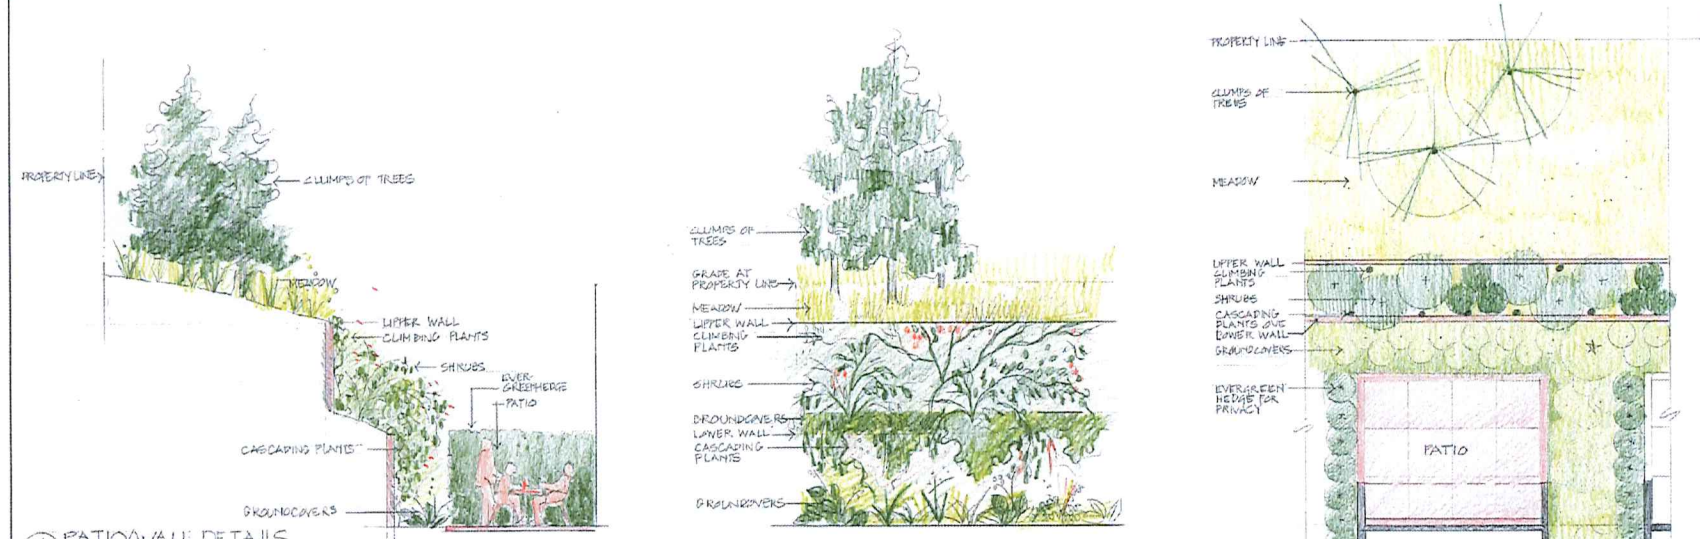 PROPERTY LINE
CLUMPS OF TREES
MEADOW
UPPER WALL
CLIMBING PLANTS
SHRUBS
EVER-
GREEN HEDGE
PATIO
CASCADING PLANTS
GROUNDCOVERS
PATIO/WALL DETAILS
CLUMPS OF
TREES
GRADE AT
PROPERTY LINE
MEADOW
UPPER WALL
CLIMBING
PLANTS
SHRUBS
GROUNDCOVERS
LOWER WALL
CASCADING
PLANTS
GROUNDCOVERS
PROPERTY LINE
CLUMPS OF
TREES
MEADOW
UPPER WALL
CLIMBING
PLANTS
SHRUBS
CASCADING
PLANTS OVE
LOWER WALL
GROUNDCOVERS
EVERGREEN
HEDGE FOR
PRIVACY
PATIO